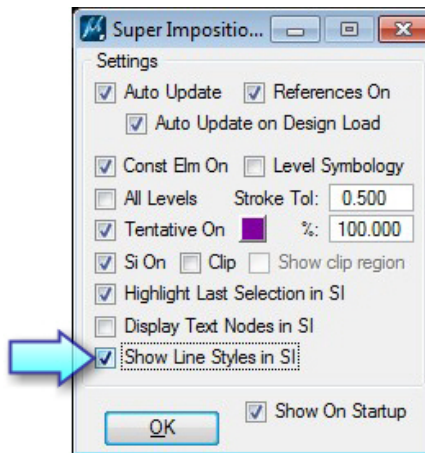 Super Impositio...
Settings
Auto Update References On
Auto Update on Design Load
Const Elm On Level Symbology
All Levels Stroke Tol: 0.500
Tentative On %: 100.000
Si On Clip Show clip region
Highlight Last Selection in SI
Display Text Nodes in SI
Show Line Styles in SI
OK Show On Startup